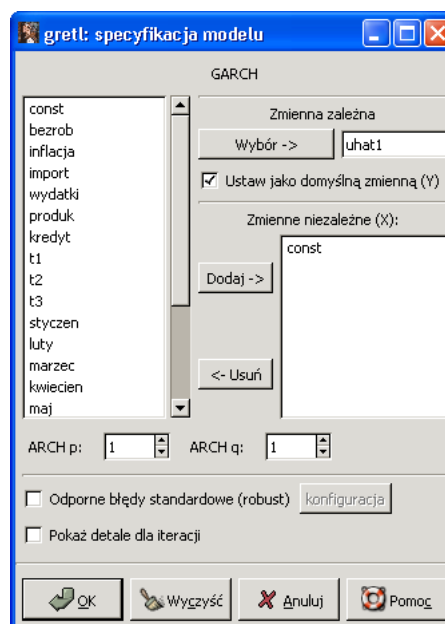 gretl: specyfikacja modelu
GARCH
const
bezrob
inflacja
import
wydatki
produk
kredyt
t1
t2
t3
styczen
luty
marzec
kwiecien
maj
Zmienna zależna
Wybór ->
uhat1
Ustaw jako domyślną zmienną (Y)
Zmienne niezależne (X):
const
Dodaj ->
<- Usuń
ARCH p: 1 ARCH q: 1
Odporne błędy standardowe (robust) konfiguracja
Pokaż detale dla iteracji
OK Wyczyść Anuluj Pomoc